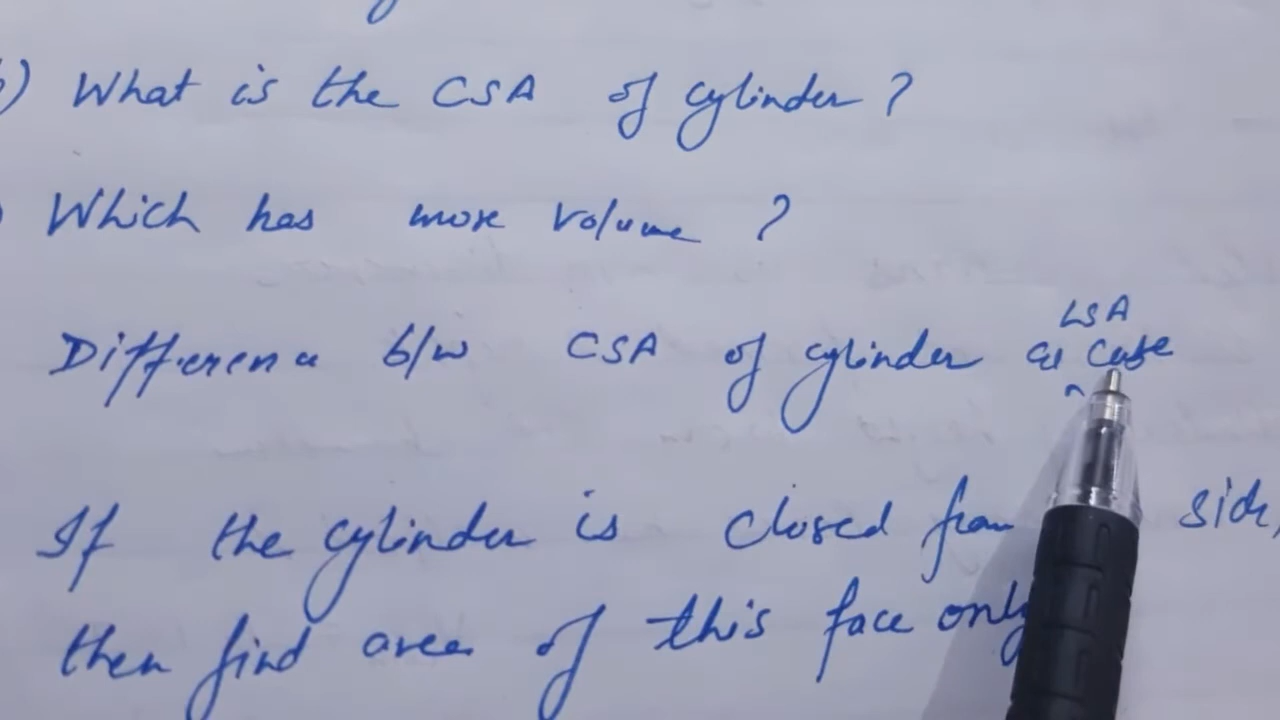 b) What is the CSA of cylinder ?
Which has more volume ?
LSA
Difference b/w CSA of cylinder & Cube
If the cylinder is closed from side,
then find area of this face only